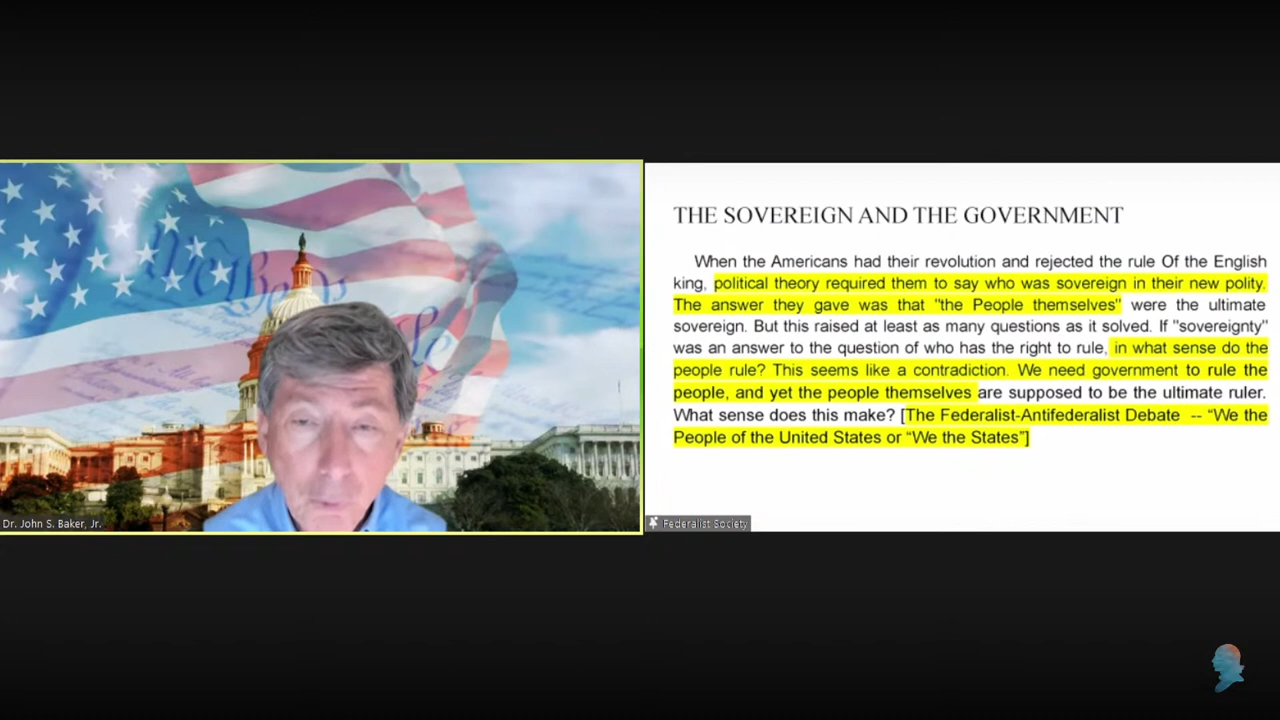 We the
Dr. John S. Baker, Jr.
THE SOVEREIGN AND THE GOVERNMENT
When the Americans had their revolution and rejected the rule Of the English
king, political theory required them to say who was sovereign in their new polity.
The answer they gave was that "the People themselves" were the ultimate
sovereign. But this raised at least as many questions as it solved. If "sovereignty"
was an answer to the question of who has the right to rule, in what sense do the
people rule? This seems like a contradiction. We need government to rule the
people, and yet the people themselves are supposed to be the ultimate ruler.
What sense does this make? [The Federalist-Antifederalist Debate -- “We the
People of the United States or “We the States”]
Federalist Society